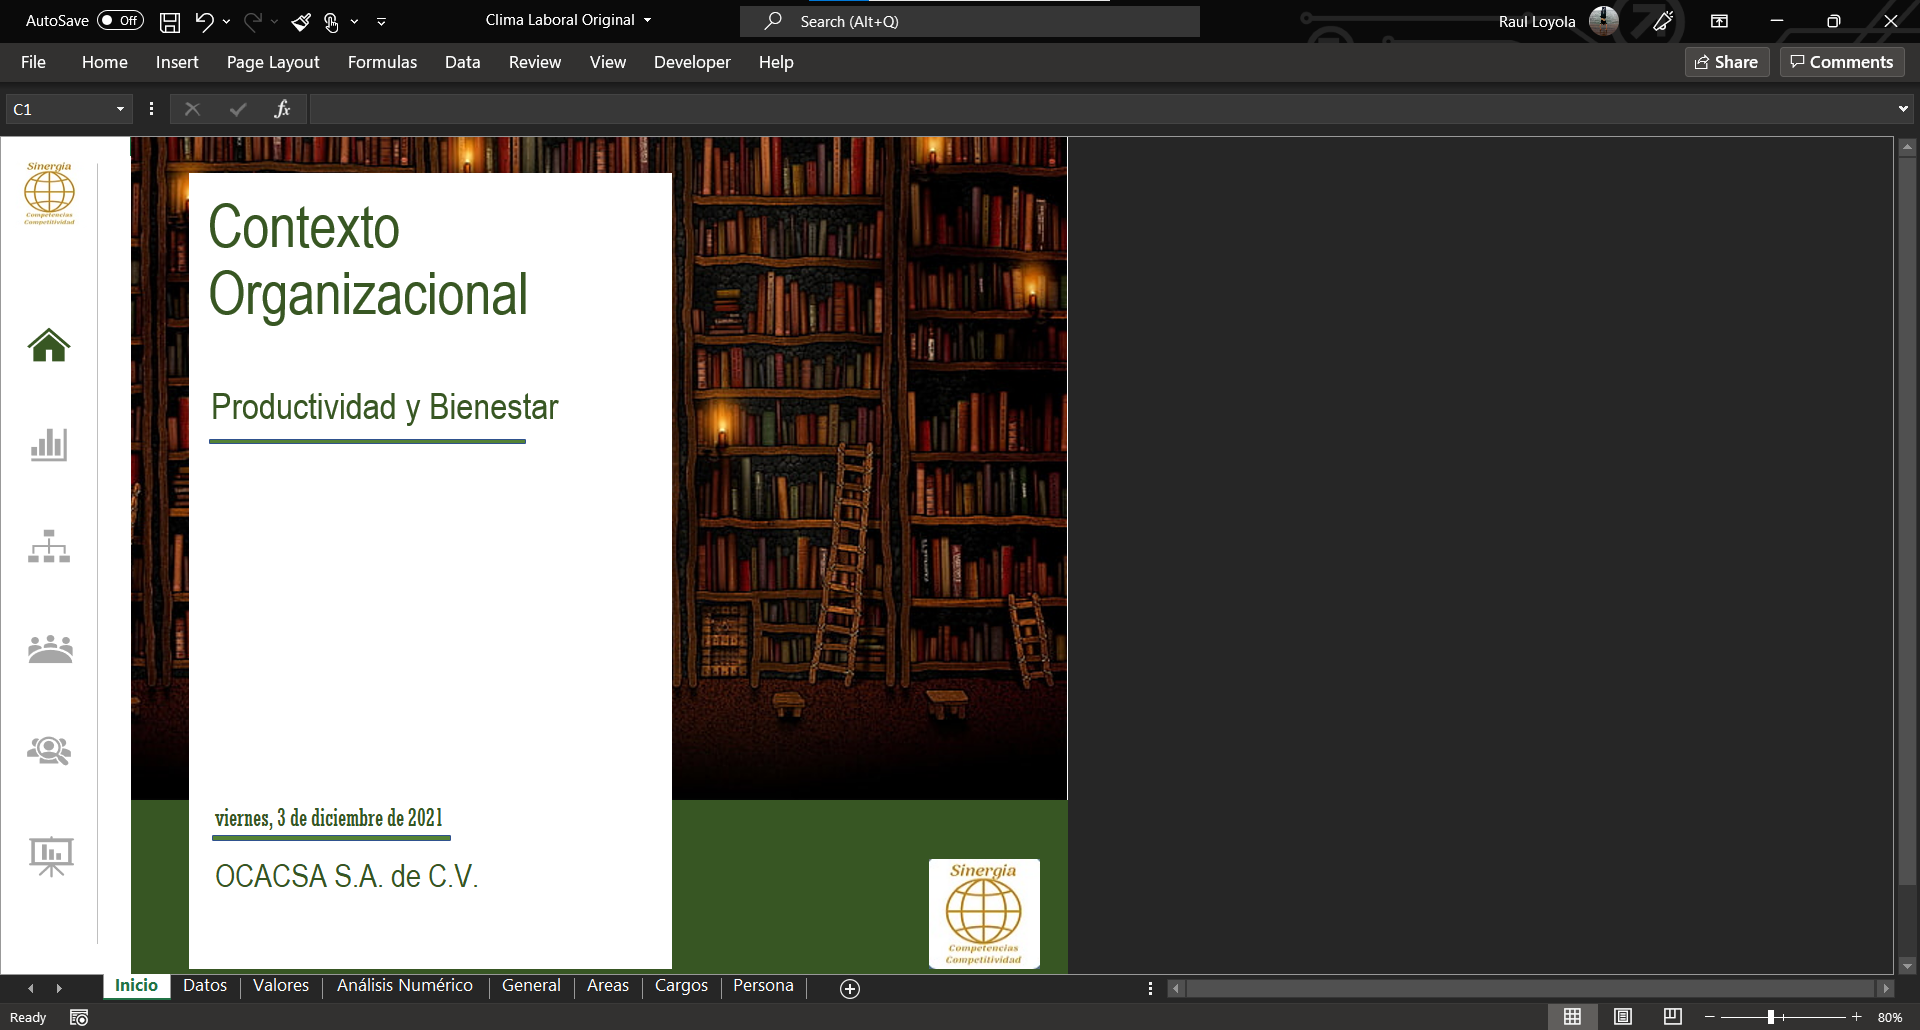 AutoSave Off
Clima Laboral Original
Search (Alt+Q)
Raul Loyola
File Home Insert Page Layout Formulas Data Review View Developer Help
Share Comments
C1
fx
Sinergia
Competencias
Competitividad
Contexto
Organizacional
Productividad y Bienestar
viernes, 3 de diciembre de 2021
OCACSA S.A. de C.V.
Sinergia
Competencias
Competitividad
Inicio Datos Valores Análisis Numérico General Areas Cargos Persona
Ready
80%